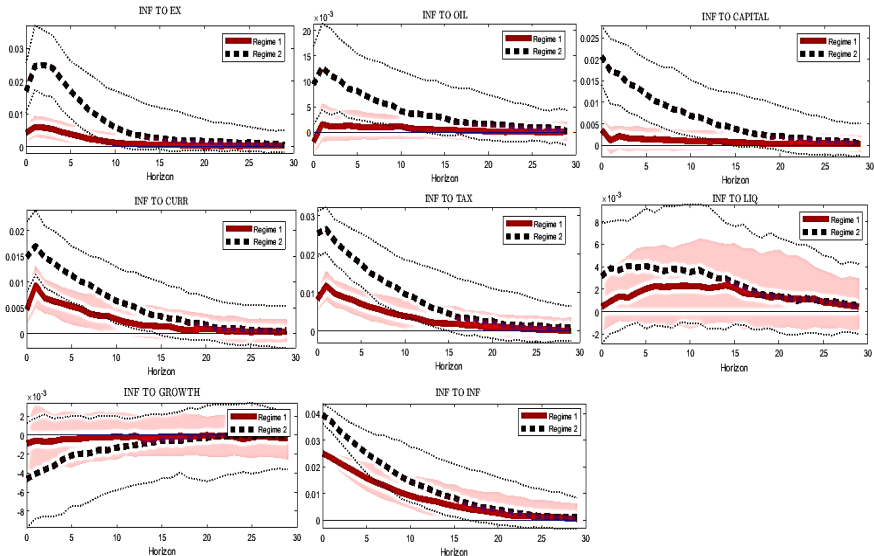 INF TO EX
0.03
0.02
0.01
0
Regime 1
Regime 2
0 5 10 15 20 25 30
Horizon
INF TO OIL
×10⁻³
20
15
10
5
0
Regime 1
Regime 2
0 5 10 15 20 25 30
Horizon
INF TO CAPITAL
0.025
0.02
0.015
0.01
0.005
0
Regime 1
Regime 2
0 5 10 15 20 25 30
Horizon
INF TO CURR
0.02
0.015
0.01
0.005
0
Regime 1
Regime 2
0 5 10 15 20 25 30
Horizon
INF TO TAX
0.03
0.02
0.01
0
Regime 1
Regime 2
0 5 10 15 20 25 30
Horizon
INF TO LIQ
×10⁻³
8
6
4
2
0
-2
Regime 1
Regime 2
0 5 10 15 20 25 30
Horizon
INF TO GROWTH
×10⁻³
2
0
-2
-4
-6
-8
Regime 1
Regime 2
0 5 10 15 20 25 30
Horizon
INF TO INF
0.04
0.03
0.02
0.01
0
Regime 1
Regime 2
0 5 10 15 20 25 30
Horizon